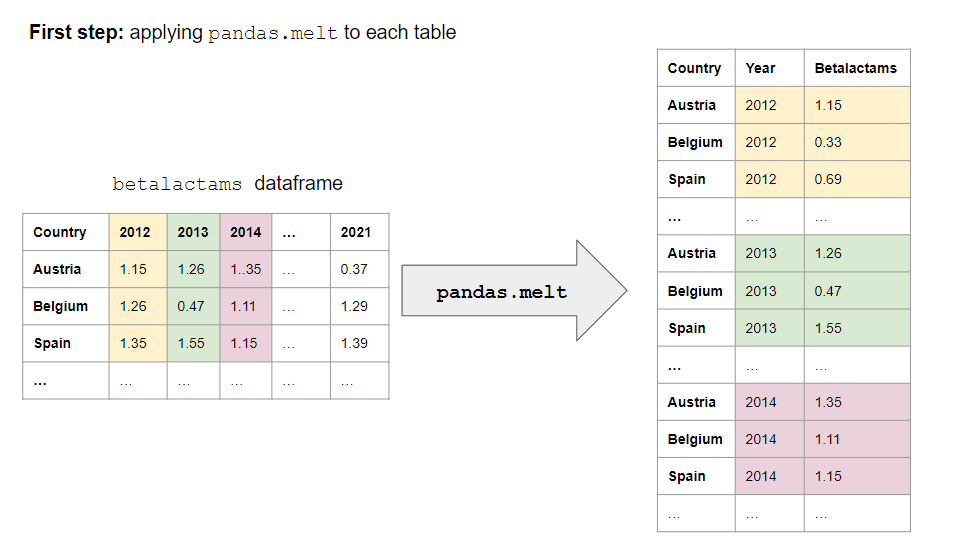 First step: applying pandas.melt to each table
betalactams dataframe
Country 2012 2013 2014 … 2021
Austria 1.15 1.26 1..35 … 0.37
Belgium 1.26 0.47 1.11 … 1.29
Spain 1.35 1.55 1.15 … 1.39
… … … … … …
pandas.melt
Country Year Betalactams
Austria 2012 1.15
Belgium 2012 0.33
Spain 2012 0.69
… … …
Austria 2013 1.26
Belgium 2013 0.47
Spain 2013 1.55
… … …
Austria 2014 1.35
Belgium 2014 1.11
Spain 2014 1.15
… … …